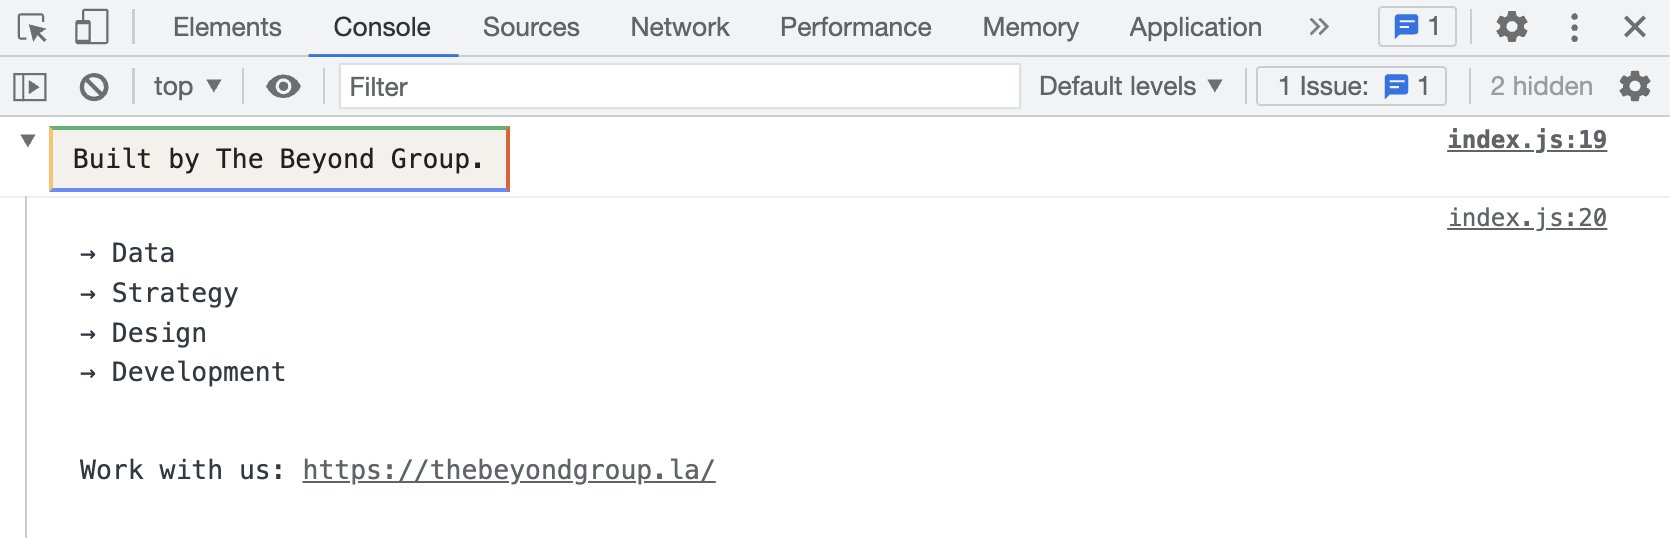 Elements Console Sources Network Performance Memory Application » 1
top ▼ Filter Default levels ▼ 1 Issue: 1 2 hidden
▼ Built by The Beyond Group. index.js:19
index.js:20
→ Data
→ Strategy
→ Design
→ Development
Work with us: https://thebeyondgroup.la/